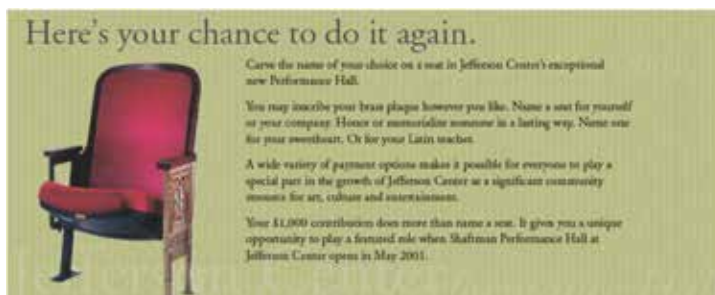 Here's your chance to do it again.
Carve the name of your choice on a seat in Jefferson Center's exceptional
new Performance Hall.
You may inscribe your brass plaque however you like. Name a seat for yourself
or your company. Honor or memorialize someone in a lasting way. Name one
for your sweetheart. Or for your Latin teacher.
A wide variety of payment options makes it possible for everyone to play a
special part in the growth of Jefferson Center as a significant community
resource for art, culture and entertainment.
Your $1,000 contribution does more than name a seat. It gives you a unique
opportunity to play a featured role when Shaftman Performance Hall at
Jefferson Center opens in May 2001.
Jefferson Center